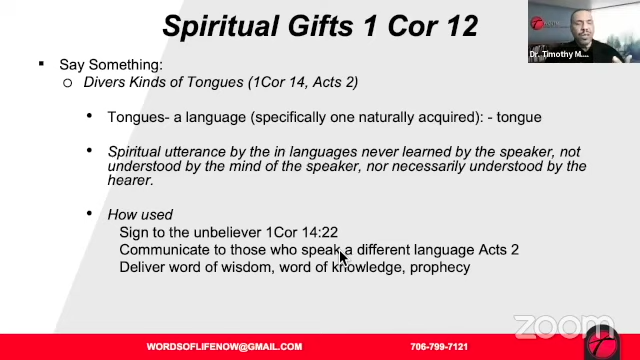 Spiritual Gifts 1 Cor 12
▪ Say Something:
o Divers Kinds of Tongues (1Cor 14, Acts 2)
• Tongues- a language (specifically one naturally acquired): - tongue
• Spiritual utterance by the in languages never learned by the speaker, not
understood by the mind of the speaker, nor necessarily understood by the
hearer.
• How used
Sign to the unbeliever 1Cor 14:22
Communicate to those who speak a different language Acts 2
Deliver word of wisdom, word of knowledge, prophecy
Dr. Timothy M....
zoom
WORDSOFLIFENOW@GMAIL.COM
706-799-7121